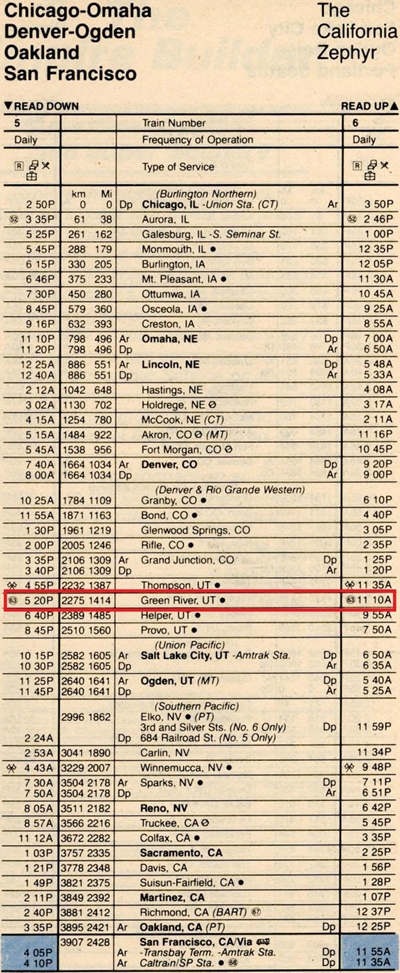 Chicago-Omaha The
Denver-Ogden California
Oakland Zephyr
San Francisco
▼READ DOWN READ UP▲
5 Train Number 6
Daily Frequency of Operation Daily
R Type of Service R
km Mi (Burlington Northern)
2 50P 0 0 Dp Chicago, IL -Union Sta. (CT) Ar 3 50P
52 3 35P 61 38 Aurora, IL 52 2 46P
5 25P 261 162 Galesburg, IL -S. Seminar St. 1 00P
5 45P 288 179 Monmouth, IL ● 12 35P
6 15P 330 205 Burlington, IA 12 05P
6 46P 375 233 Mt. Pleasant, IA ● 11 30A
7 30P 450 280 Ottumwa, IA 10 45A
8 45P 579 360 Osceola, IA ● 9 25A
9 16P 632 393 Creston, IA 8 55A
11 10P 798 496 Ar Omaha, NE Dp 7 00A
11 20P 798 496 Dp Ar 6 50A
12 25A 886 551 Ar Lincoln, NE Dp 5 48A
12 40A 886 551 Dp Ar 5 33A
2 12A 1042 648 Hastings, NE 4 08A
3 02A 1130 702 Holdrege, NE ∅ 3 17A
4 15A 1254 780 McCook, NE (CT) 2 11A
5 15A 1484 922 Akron, CO ∅ (MT) 11 16P
5 45A 1538 956 Fort Morgan, CO ∅ 10 45P
7 40A 1664 1034 Ar Denver, CO Dp 9 20P
8 00A 1664 1034 Dp Ar 9 00P
(Denver & Rio Grande Western)
10 25A 1784 1109 Granby, CO ● 6 10P
11 55A 1871 1163 Bond, CO ● 4 40P
1 30P 1961 1219 Glenwood Springs, CO 3 05P
2 00P 2005 1246 Rifle, CO ● 2 35P
3 35P 2106 1309 Ar Grand Junction, CO Dp 1 25P
3 40P 2106 1309 Dp Ar 1 20P
4 55P 2232 1387 Thompson, UT ● 11 35A
63 5 20P 2275 1414 Green River, UT ● 63 11 10A
6 40P 2389 1485 Helper, UT ● 9 55A
8 45P 2510 1560 Provo, UT ● 7 50A
(Union Pacific)
10 15P 2582 1605 Ar Salt Lake City, UT -Amtrak Sta. Dp 6 50A
10 30P 2582 1605 Dp Ar 6 35A
11 25P 2640 1641 Ar Ogden, UT (MT) Dp 5 40A
11 45P 2640 1641 Dp Ar 5 25A
(Southern Pacific)
2996 1862 Elko, NV ● (PT)
3rd and Silver Sts. (No. 6 Only) Dp 11 59P
2 24A Dp 684 Railroad St. (No. 5 Only)
2 53A 3041 1890 Carlin, NV 11 34P
4 43A 3229 2007 Winnemucca, NV ● 9 48P
7 30A 3504 2178 Ar Sparks, NV ● Dp 7 11P
7 50A 3504 2178 Dp Ar 6 51P
8 05A 3511 2182 Reno, NV 6 42P
8 57A 3566 2216 Truckee, CA ∅ 5 45P
11 12A 3672 2282 Colfax, CA ● 3 35P
1 03P 3757 2335 Sacramento, CA 2 25P
1 21P 3778 2348 Davis, CA 1 56P
1 49P 3821 2375 Suisun-Fairfield, CA ● 1 28P
2 11P 3849 2392 Martinez, CA 1 07P
2 40P 3881 2412 Richmond, CA (BART) 67 12 37P
3 35P 3895 2421 Ar Oakland, CA (PT) Dp 12 25P
3907 2428 San Francisco, CA/Via
4 05P Ar -Transbay Term. -Amtrak Sta. Dp 11 55A
4 10P Ar -Caltrain/SP Sta. ● 68 Dp 11 35A